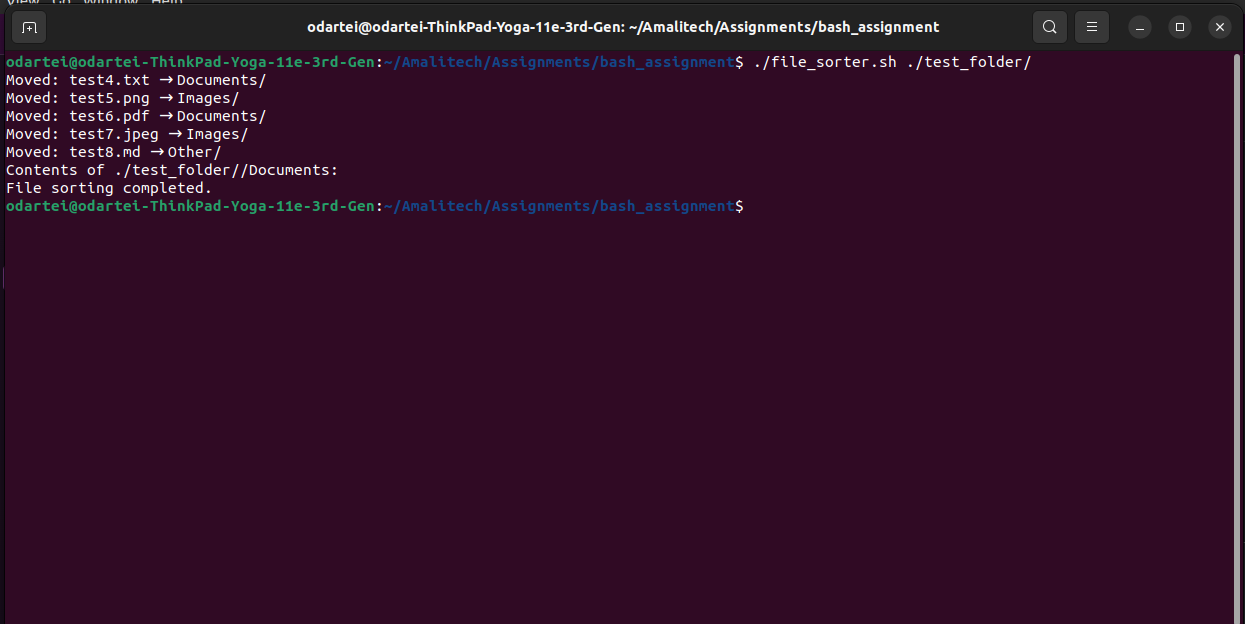 View Go Window Help
odartei@odartei-ThinkPad-Yoga-11e-3rd-Gen: ~/Amalitech/Assignments/bash_assignment
odartei@odartei-ThinkPad-Yoga-11e-3rd-Gen:~/Amalitech/Assignments/bash_assignment$ ./file_sorter.sh ./test_folder/
Moved: test4.txt → Documents/
Moved: test5.png → Images/
Moved: test6.pdf → Documents/
Moved: test7.jpeg → Images/
Moved: test8.md → Other/
Contents of ./test_folder//Documents:
File sorting completed.
odartei@odartei-ThinkPad-Yoga-11e-3rd-Gen:~/Amalitech/Assignments/bash_assignment$